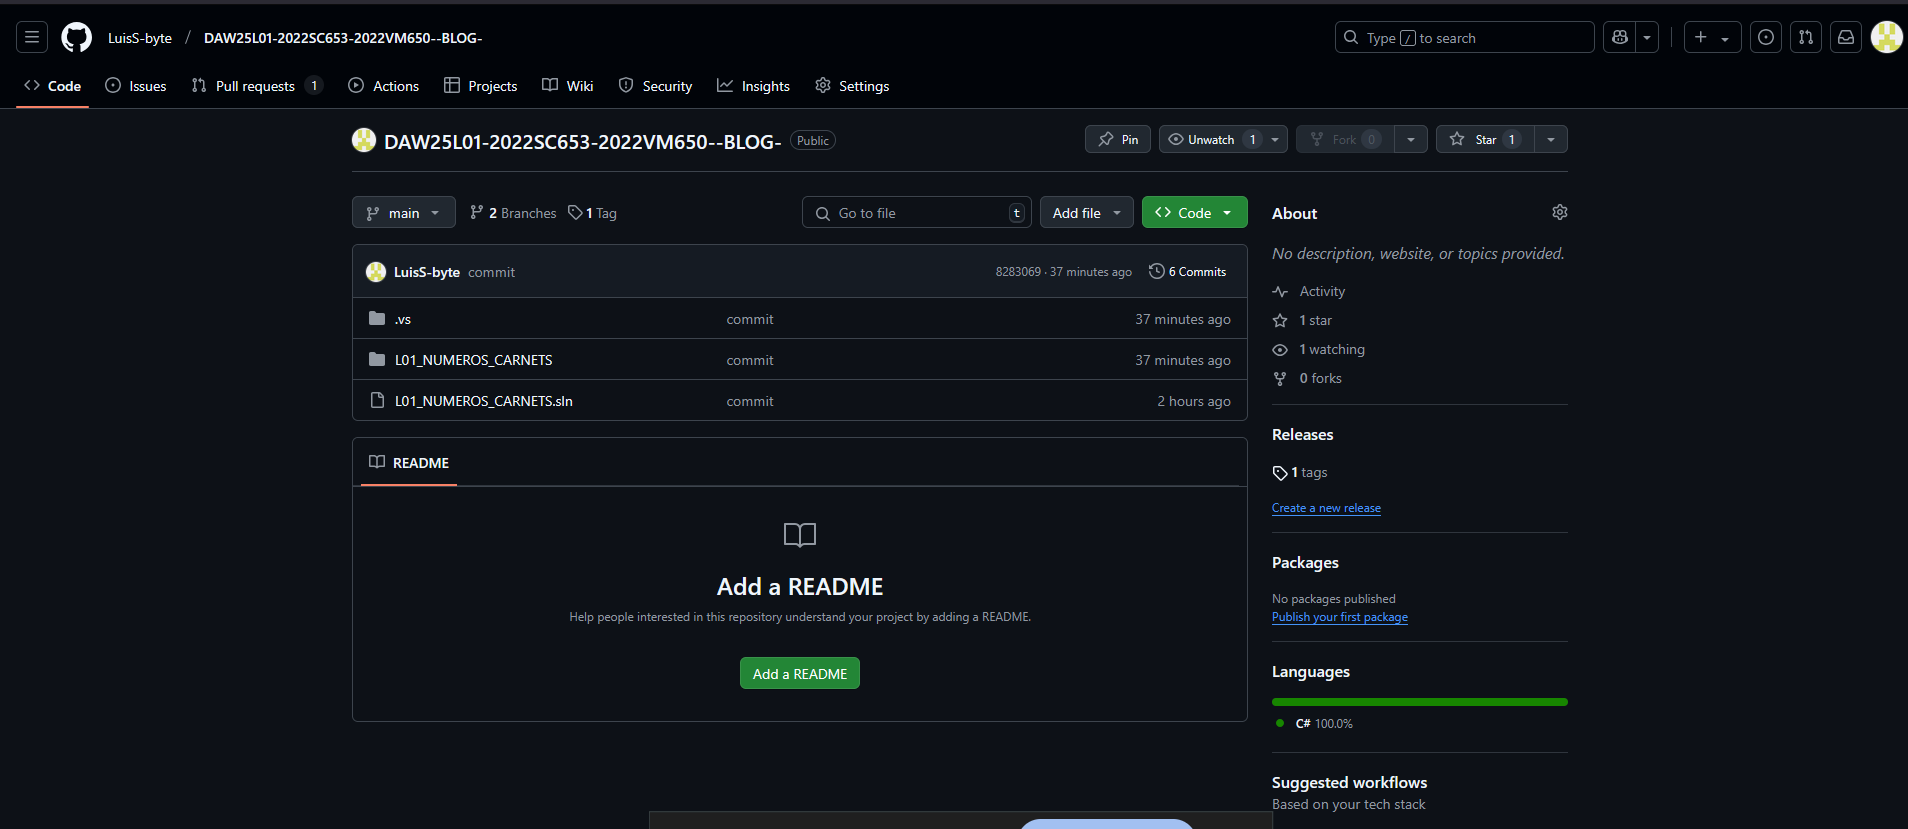 LuisS-byte / DAW25L01-2022SC653-2022VM650--BLOG-
Type / to search
Code Issues Pull requests 1 Actions Projects Wiki Security Insights Settings
DAW25L01-2022SC653-2022VM650--BLOG- Public
Pin Unwatch 1 Fork 0 Star 1
main 2 Branches 1 Tag
Go to file t Add file Code
LuisS-byte commit 8283069 · 37 minutes ago 6 Commits
.vs commit 37 minutes ago
L01_NUMEROS_CARNETS commit 37 minutes ago
L01_NUMEROS_CARNETS.sln commit 2 hours ago
README
Add a README
Help people interested in this repository understand your project by adding a README.
Add a README
About
No description, website, or topics provided.
Activity
1 star
1 watching
0 forks
Releases
1 tags
Create a new release
Packages
No packages published
Publish your first package
Languages
C# 100.0%
Suggested workflows
Based on your tech stack